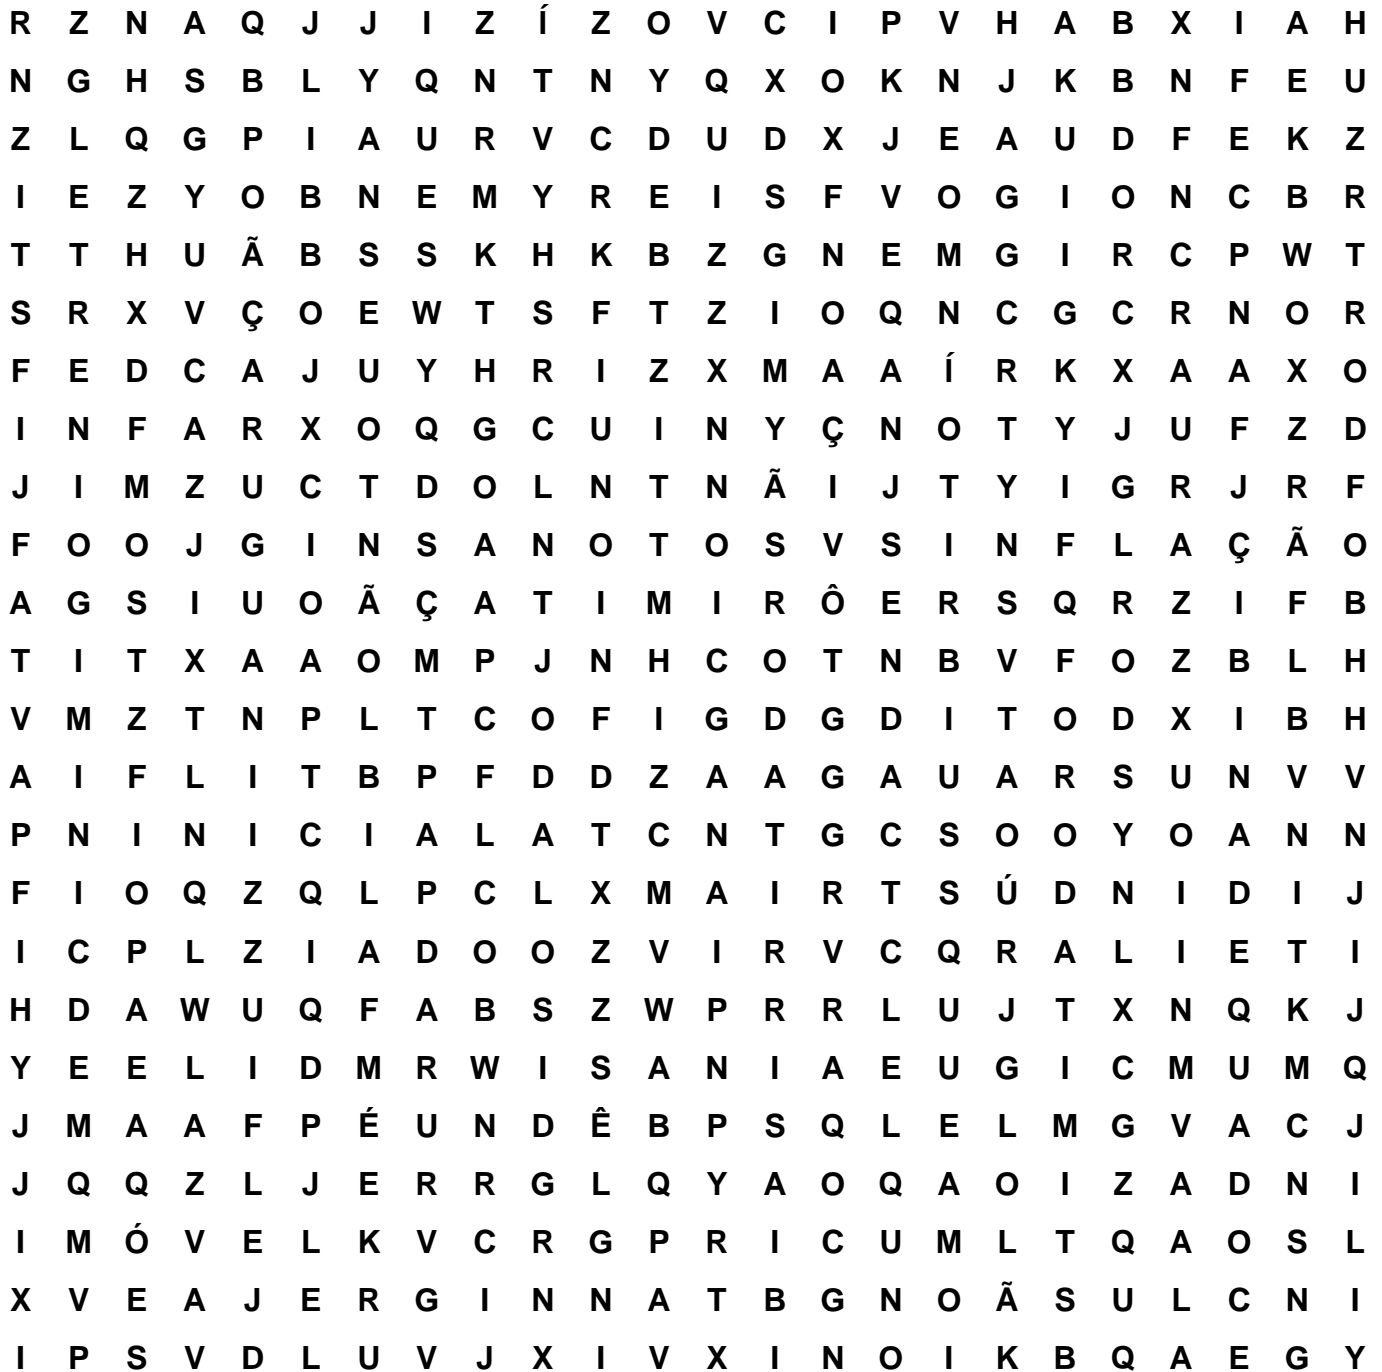 R Z N A Q J J I Z Í Z O V C I P V H A B X I A H
N G H S B L Y Q N T N Y Q X O K N J K B N F E U
Z L Q G P I A U R V C D U D X J E A U D F E K Z
I E Z Y O B N E M Y R E I S F V O G I O N C B R
T T H U Ã B S S K H K B Z G N E M G I R C P W T
S R X V Ç O E W T S F T Z I O Q N C G C R N O R
F E D C A J U Y H R I Z X M A A Í R K X A A X O
I N F A R X O Q G C U I N Y Ç N O T Y J U F Z D
J I M Z U C T D O L N T N Ã I J T Y I G R J R F
F O O J G I N S A N O T O S V S I N F L A Ç Ã O
A G S I U O Ã Ç A T I M I R Ô E R S Q R Z I F B
T I T X A A O M P J N H C O T N B V F O Z B L H
V M Z T N P L T C O F I G D G D I T O D X I B H
A I F L I T B P F D D Z A A G A U A R S U N V V
P N I N I C I A L A T C N T G C S O O Y O A N N
F I O Q Z Q L P C L X M A I R T S Ú D N I D I J
I C P L Z I A D O O Z V I R V C Q R A L I E T I
H D A W U Q F A B S Z W P R R L U J T X N Q K J
Y E E L I D M R W I S A N I A E U G I C M U M Q
J M A A F P É U N D Ê B P S Q L E L M G V A C J
J Q Q Z L J E R R G L Q Y A O Q A O I Z A D N I
I M Ó V E L K V C R G P R I C U M L T Q A O S L
X V E A J E R G I N N A T B G N O Ã S U L C N I
I P S V D L U V J X I V X I N O I K B Q A E G Y